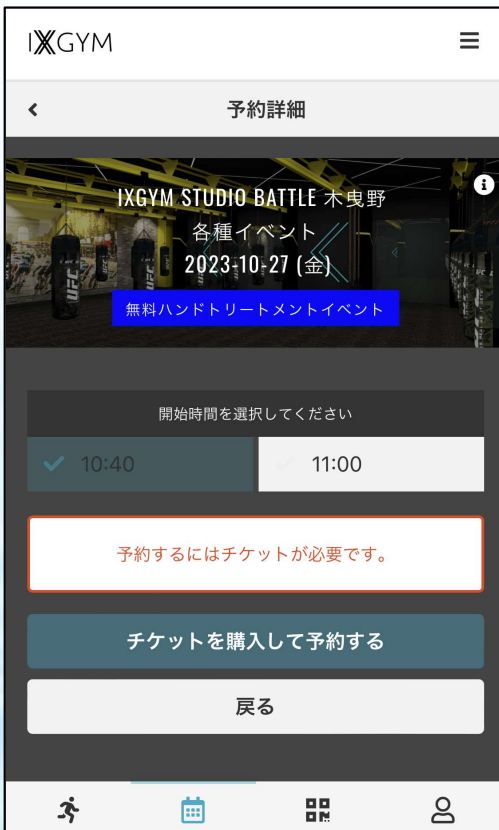 IXGYM
予約詳細
IXGYM STUDIO BATTLE 木曳野
各種イベント
2023-10-27 (金)
無料ハンドトリートメントイベント
UFC
UFC
開始時間を選択してください
10:40
11:00
予約するにはチケットが必要です。
チケットを購入して予約する
戻る